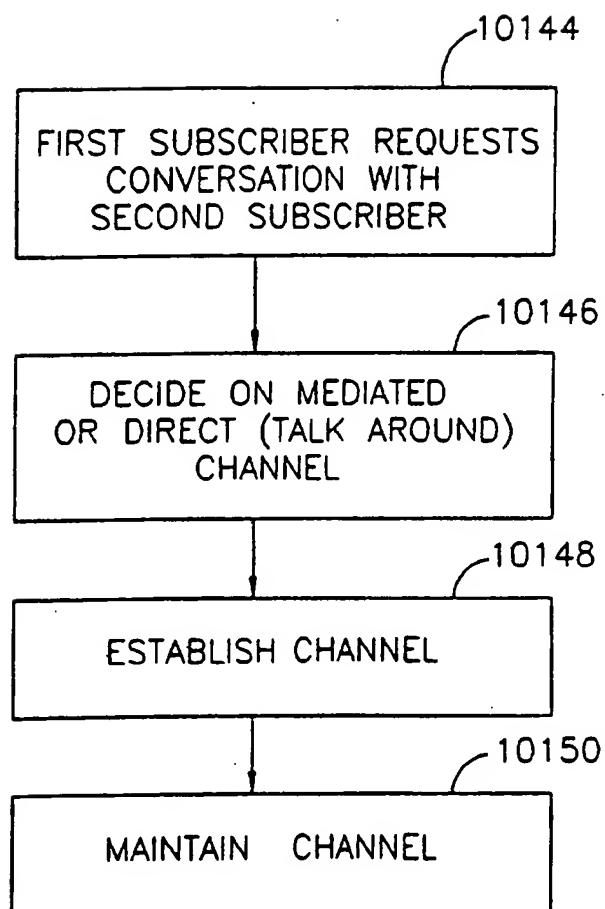 10144
FIRST SUBSCRIBER REQUESTS
CONVERSATION WITH
SECOND SUBSCRIBER
10146
DECIDE ON MEDIATED
OR DIRECT (TALK AROUND)
CHANNEL
10148
ESTABLISH CHANNEL
10150
MAINTAIN CHANNEL